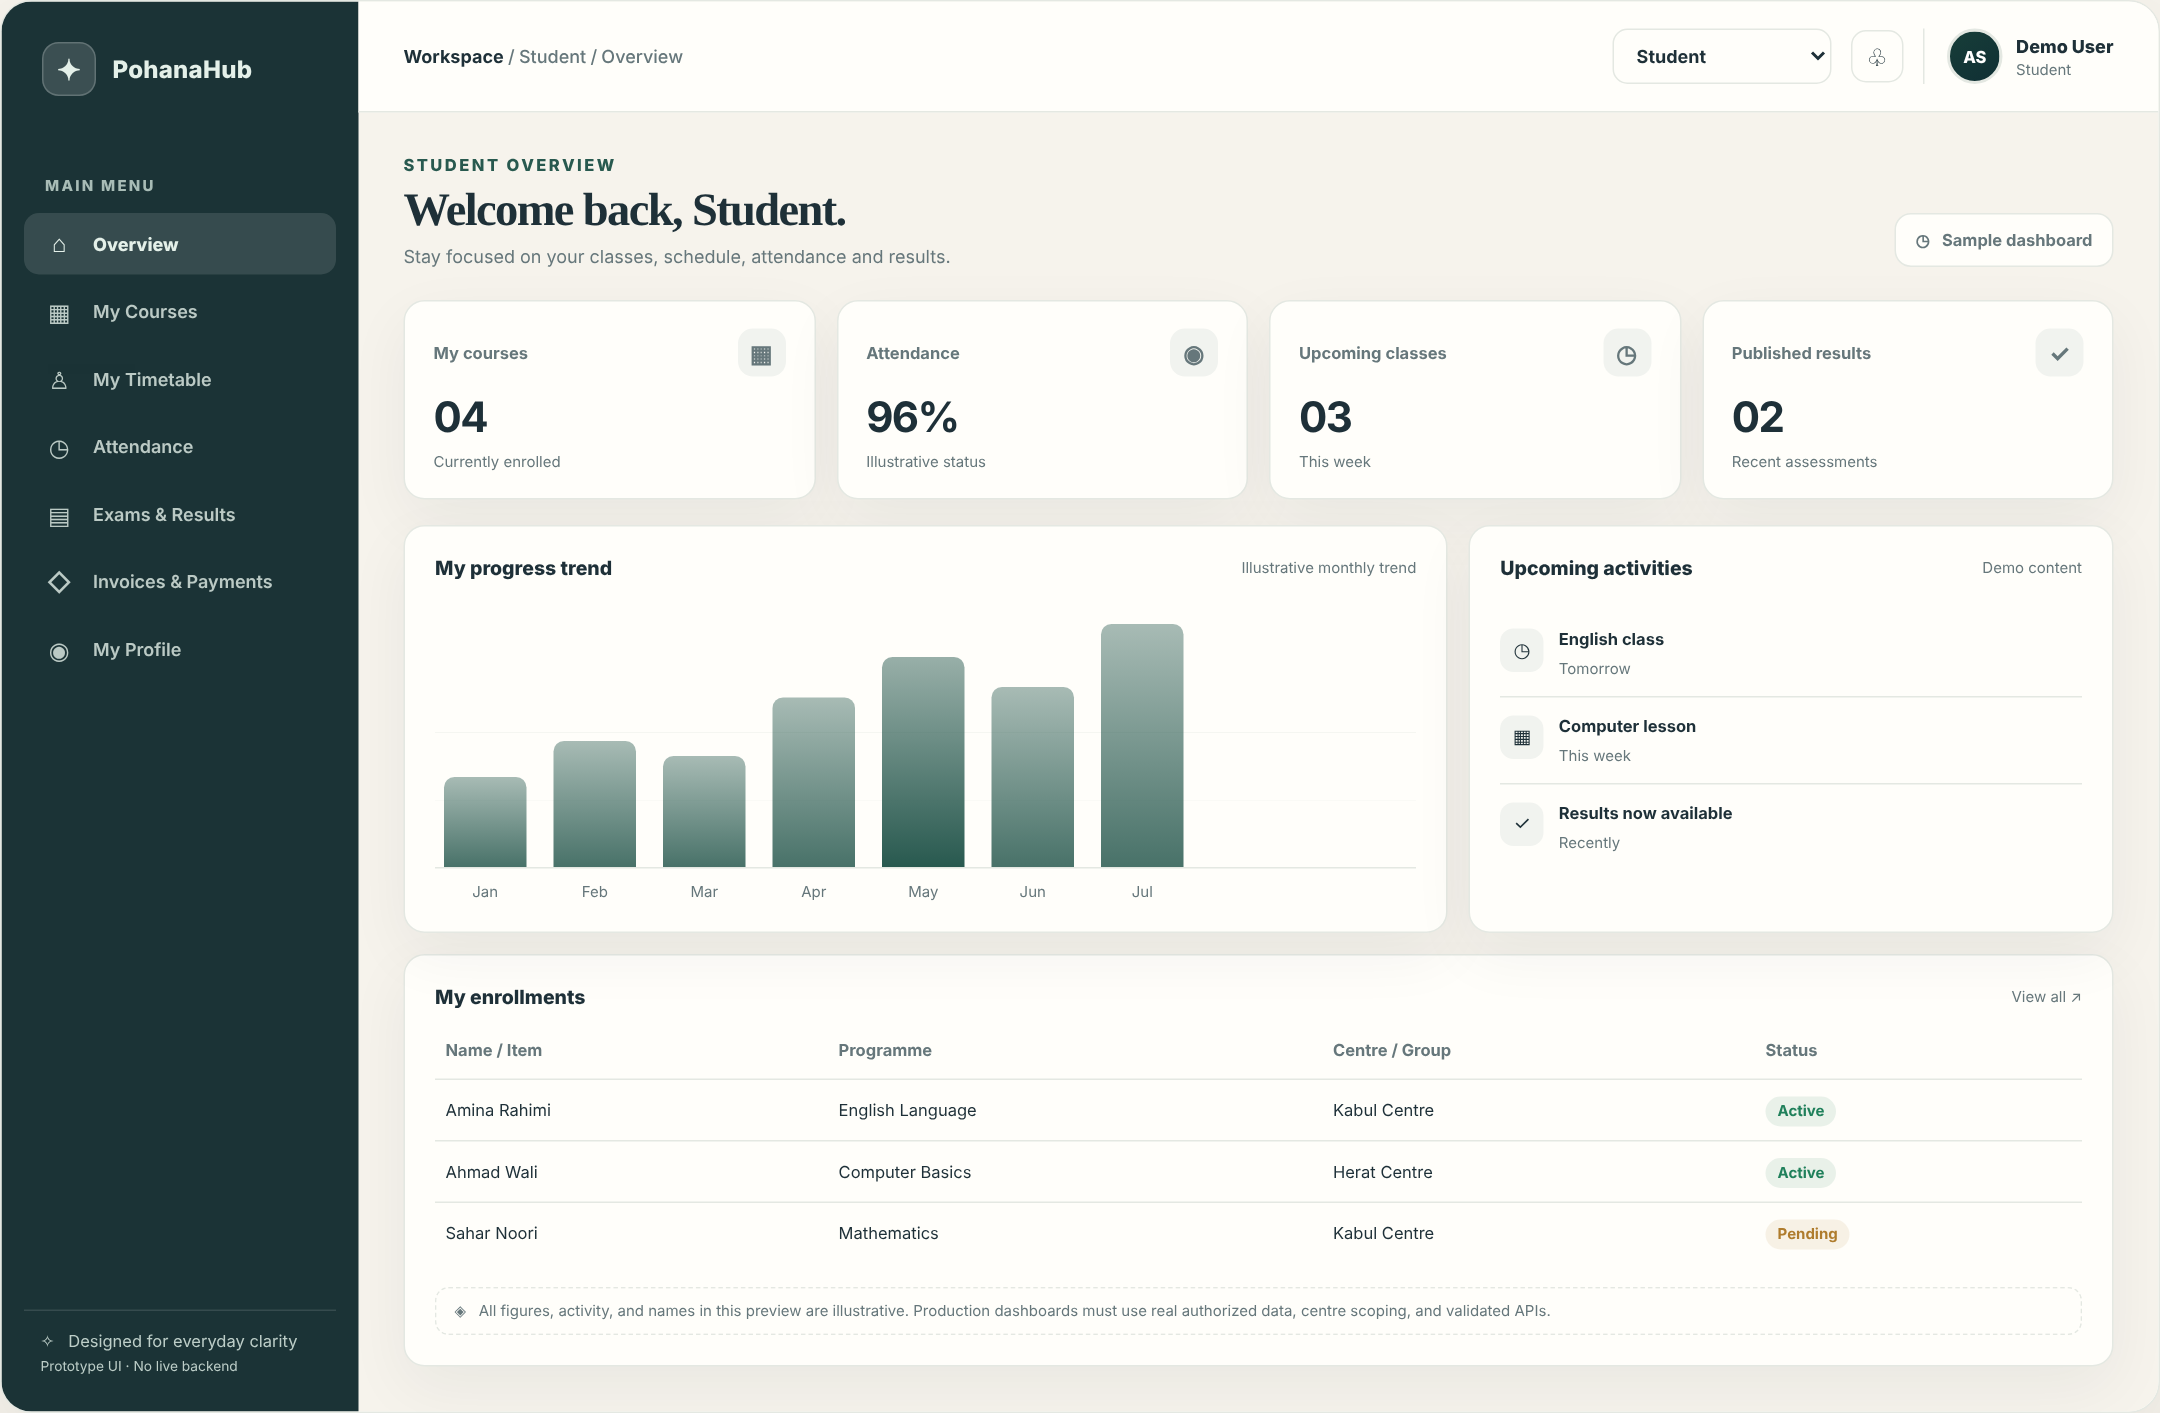 PohanaHub
MAIN MENU
Overview
My Courses
My Timetable
Attendance
Exams & Results
Invoices & Payments
My Profile
Designed for everyday clarity
Prototype UI · No live backend
Workspace / Student / Overview
Student
AS
Demo User
Student
STUDENT OVERVIEW
Welcome back, Student.
Stay focused on your classes, schedule, attendance and results.
Sample dashboard
My courses
04
Currently enrolled
Attendance
96%
Illustrative status
Upcoming classes
03
This week
Published results
02
Recent assessments
My progress trend
Illustrative monthly trend
Jan Feb Mar Apr May Jun Jul
Upcoming activities
Demo content
English class
Tomorrow
Computer lesson
This week
Results now available
Recently
My enrollments
View all ↗
Name / Item Programme Centre / Group Status
Amina Rahimi English Language Kabul Centre Active
Ahmad Wali Computer Basics Herat Centre Active
Sahar Noori Mathematics Kabul Centre Pending
All figures, activity, and names in this preview are illustrative. Production dashboards must use real authorized data, centre scoping, and validated APIs.